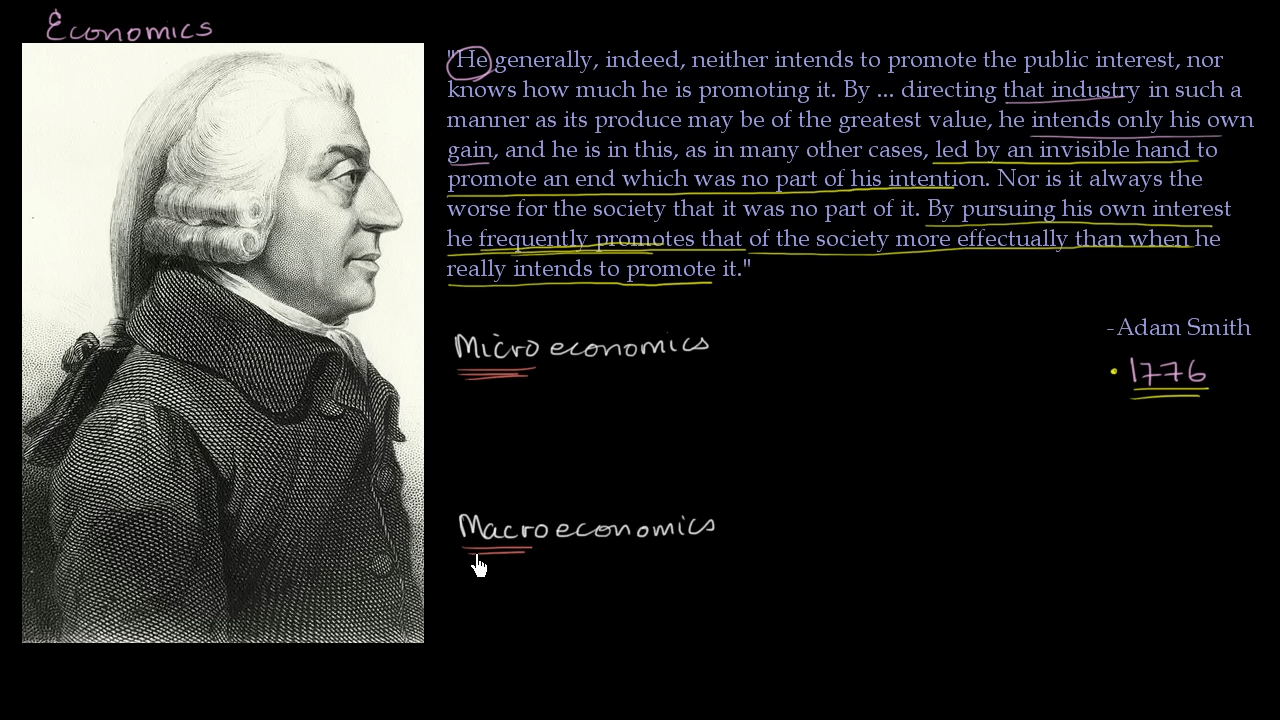 Economics
"He generally, indeed, neither intends to promote the public interest, nor
knows how much he is promoting it. By ... directing that industry in such a
manner as its produce may be of the greatest value, he intends only his own
gain, and he is in this, as in many other cases, led by an invisible hand to
promote an end which was no part of his intention. Nor is it always the
worse for the society that it was no part of it. By pursuing his own interest
he frequently promotes that of the society more effectually than when he
really intends to promote it."
-Adam Smith
Microeconomics
• 1776
Macroeconomics